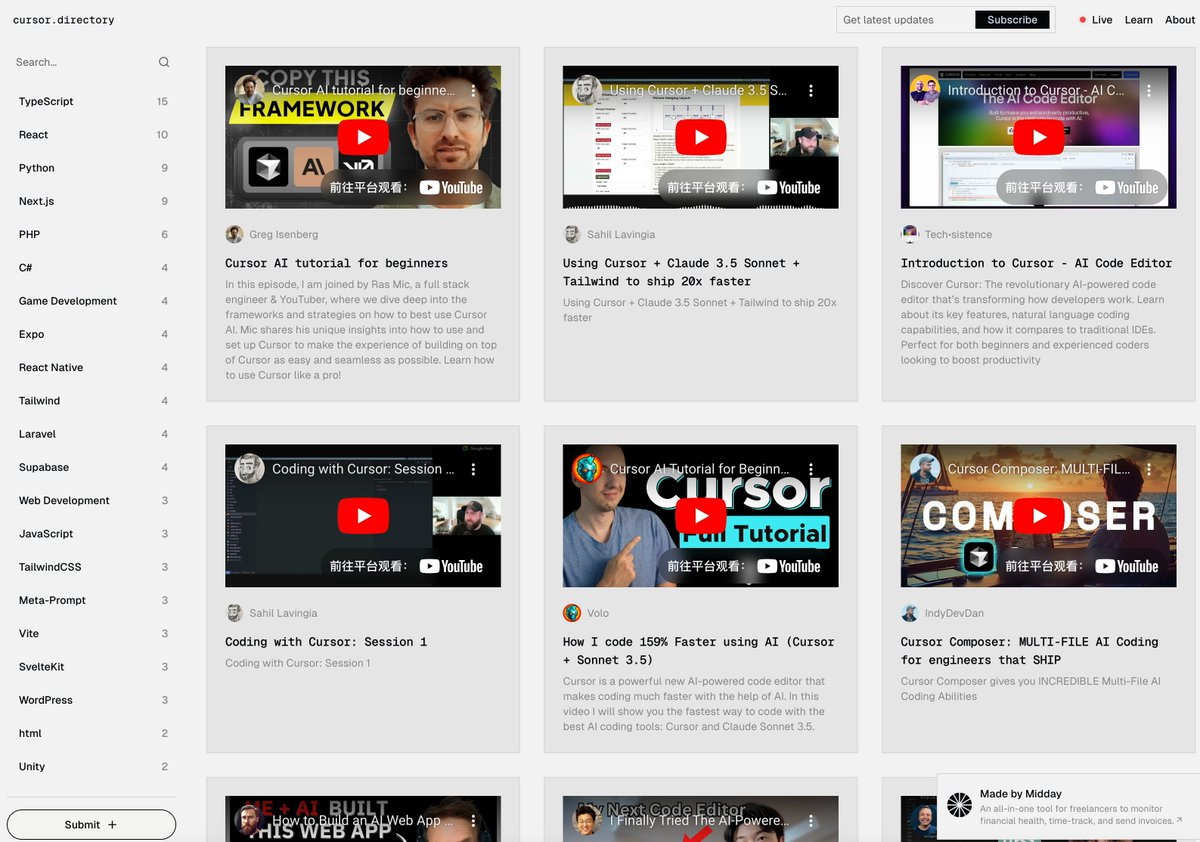 cursor.directory
Get latest updates
Subscribe
Live
Learn
About
Search...
TypeScript 15
React 10
Python 9
Next.js 9
PHP 6
C# 4
Game Development 4
Expo 4
React Native 4
Tailwind 4
Laravel 4
Supabase 4
Web Development 3
JavaScript 3
TailwindCSS 3
Meta-Prompt 3
Vite 3
SvelteKit 3
WordPress 3
html 2
Unity 2
Submit +
COPY THIS
Cursor AI tutorial for beginne...
FRAMEWORK
AI
前往平台观看： YouTube
Greg Isenberg
Cursor AI tutorial for beginners
In this episode, I am joined by Ras Mic, a full stack
engineer & YouTuber, where we dive deep into the
frameworks and strategies on how to best use Cursor
AI. Mic shares his unique insights into how to use and
set up Cursor to make the experience of building on top
of Cursor as easy and seamless as possible. Learn how
to use Cursor like a pro!
Using Cursor + Claude 3.5 S...
前往平台观看： YouTube
Sahil Lavingia
Using Cursor + Claude 3.5 Sonnet +
Tailwind to ship 20x faster
Using Cursor + Claude 3.5 Sonnet + Tailwind to ship 20x
faster
Introduction to Cursor - AI C...
The AI Code Editor
前往平台观看： YouTube
Tech•sistence
Introduction to Cursor - AI Code Editor
Discover Cursor: The revolutionary AI-powered code
editor that's transforming how developers work. Learn
about its key features, natural language coding
capabilities, and how it compares to traditional IDEs.
Perfect for both beginners and experienced coders
looking to boost productivity
Coding with Cursor: Session ...
前往平台观看： YouTube
Sahil Lavingia
Coding with Cursor: Session 1
Coding with Cursor: Session 1
Cursor AI Tutorial for Beginn...
Cursor
Full Tutorial
前往平台观看： YouTube
Volo
How I code 159% Faster using AI (Cursor
+ Sonnet 3.5)
Cursor is a powerful new AI-powered code editor that
makes coding much faster with the help of AI. In this
video I will show you the fastest way to code with the
best AI coding tools: Cursor and Claude Sonnet 3.5.
Cursor Composer: MULTI-FIL...
COMPOSER
前往平台观看： YouTube
IndyDevDan
Cursor Composer: MULTI-FILE AI Coding
for engineers that SHIP
Cursor Composer gives you INCREDIBLE Multi-File AI
Coding Abilities
ME + AI BUILT
How to Build an AI Web App ...
THIS WEB APP
My Next Code Editor
I Finally Tried The AI-Powere...
Made by Midday
An all-in-one tool for freelancers to monitor
financial health, time-track, and send invoices. ↗